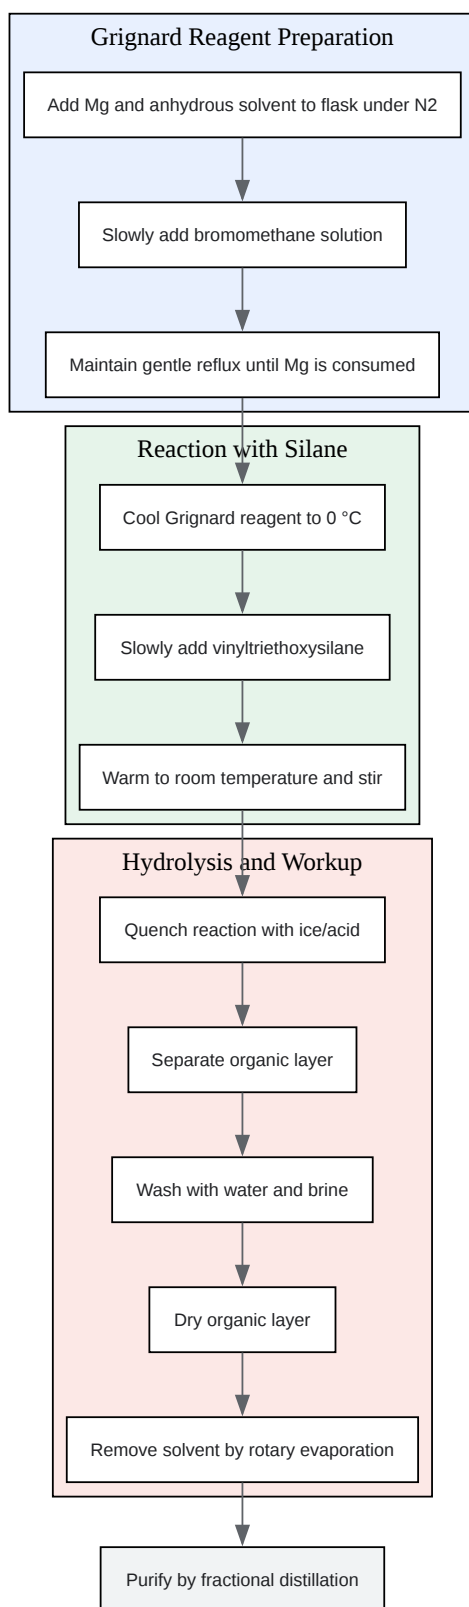 Grignard Reagent Preparation
Add Mg and anhydrous solvent to flask under N2
Slowly add bromomethane solution
Maintain gentle reflux until Mg is consumed
Reaction with Silane
Cool Grignard reagent to 0 °C
Slowly add vinyltriethoxysilane
Warm to room temperature and stir
Hydrolysis and Workup
Quench reaction with ice/acid
Separate organic layer
Wash with water and brine
Dry organic layer
Remove solvent by rotary evaporation
Purify by fractional distillation